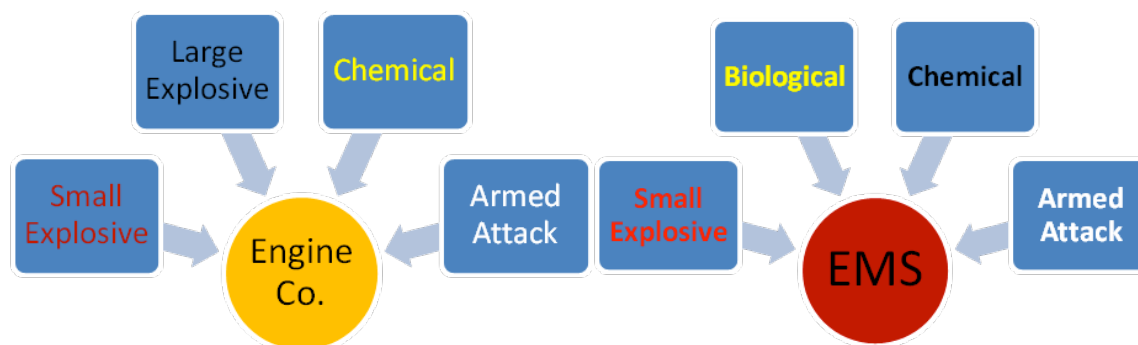 Large
Explosive
Chemical
Small
Explosive
Armed
Attack
Engine
Co.
Biological
Chemical
Small
Explosive
Armed
Attack
EMS